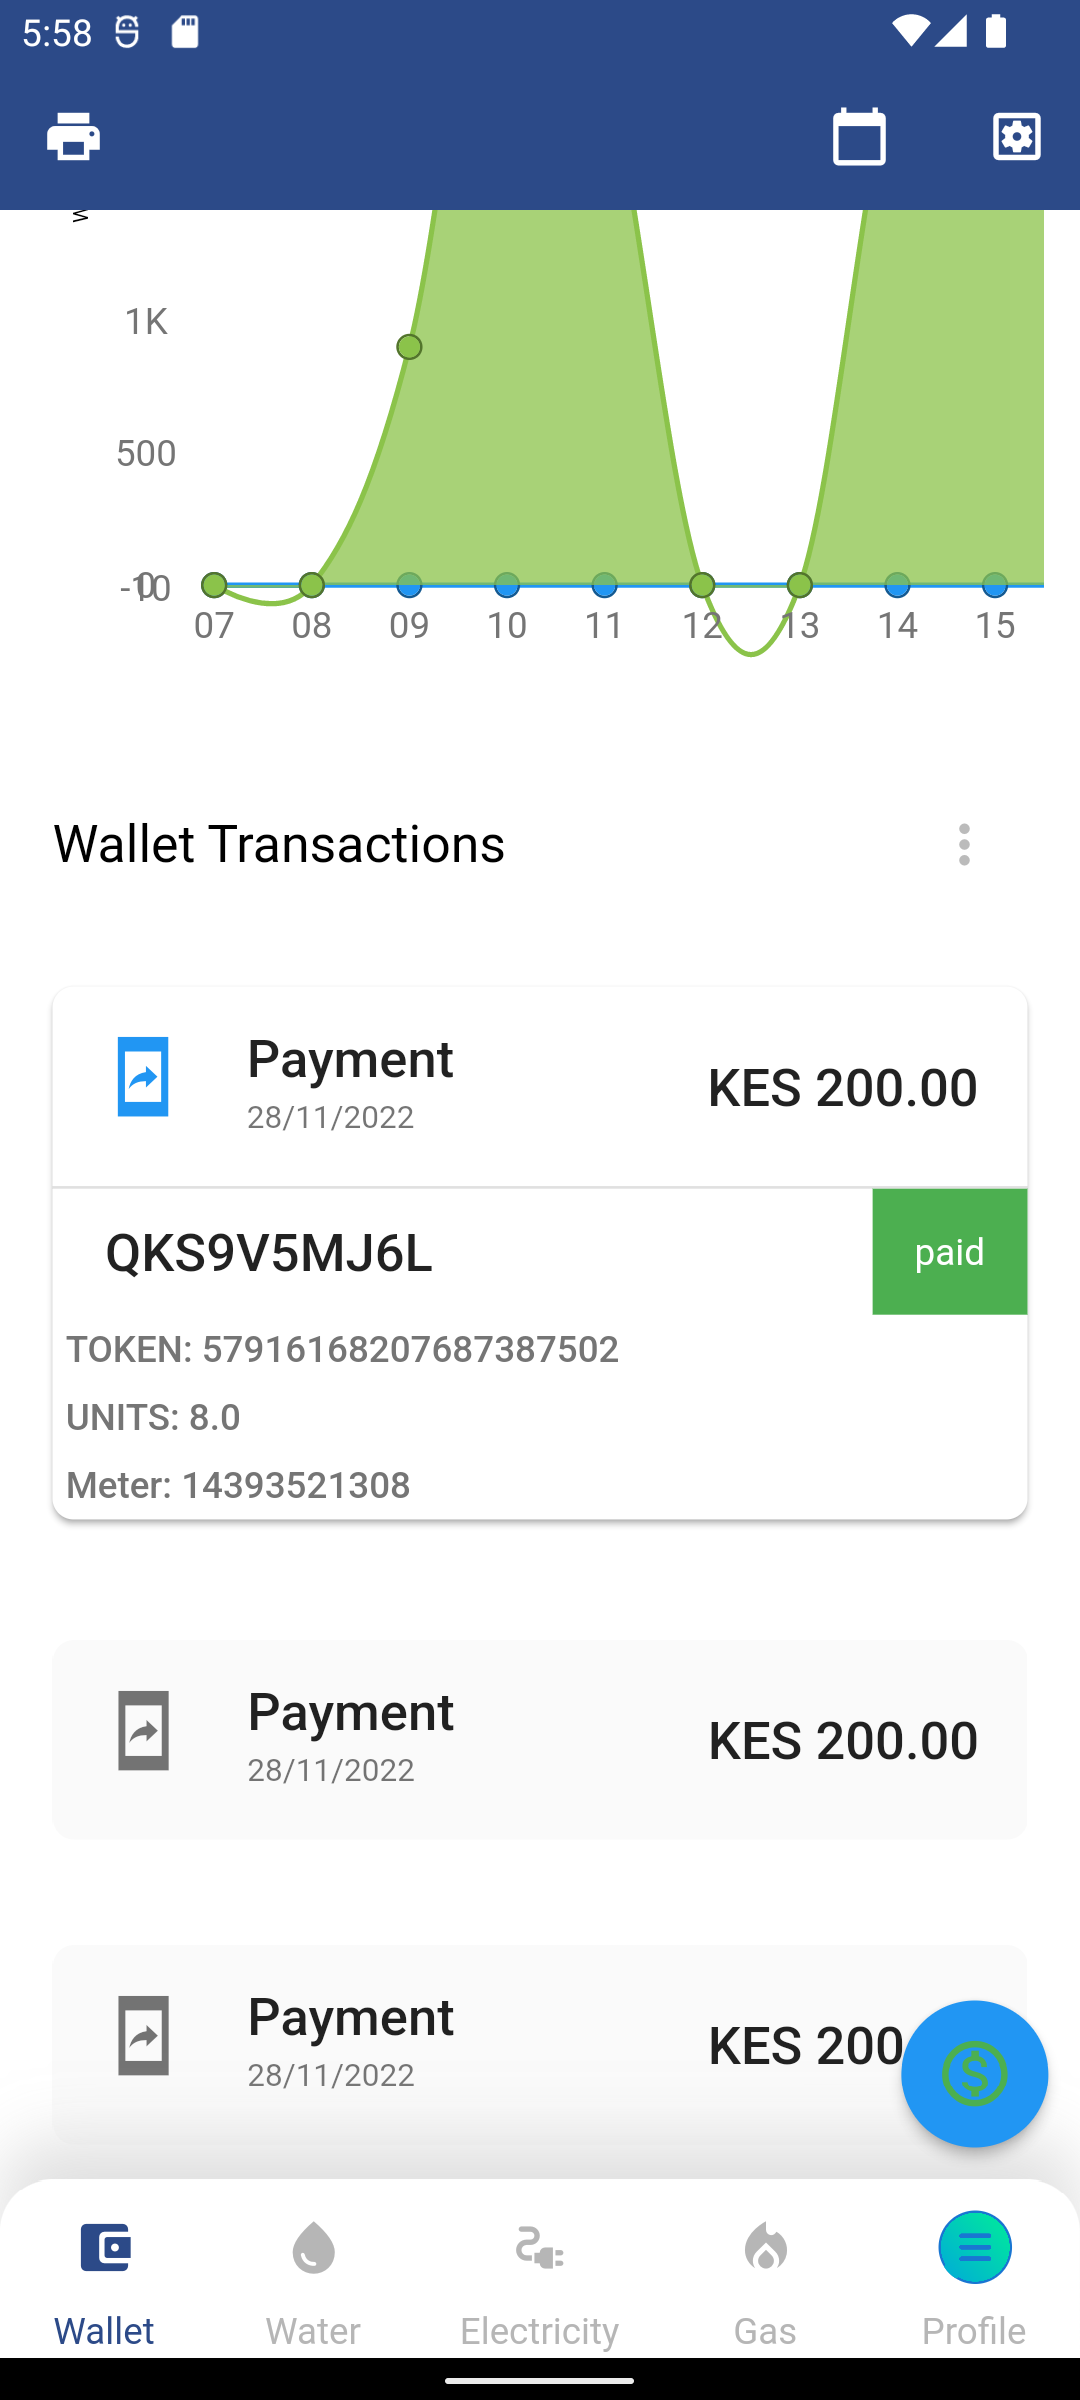 5:58
1K
500
0
-10
07 08 09 10 11 12 13 14 15
Wallet Transactions
Payment
28/11/2022
KES 200.00
QKS9V5MJ6L
paid
TOKEN: 57916168207687387502
UNITS: 8.0
Meter: 14393521308
Payment
28/11/2022
KES 200.00
Payment
28/11/2022
KES 200
Wallet
Water
Electricity
Gas
Profile